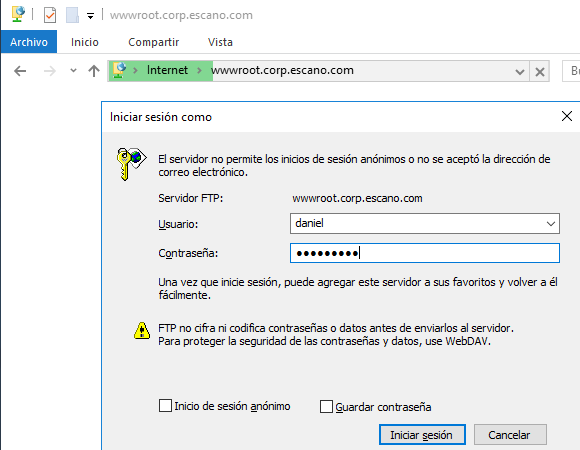 wwwroot.corp.escano.com
Archivo Inicio Compartir Vista
Internet wwwroot.corp.escano.com
Iniciar sesión como
El servidor no permite los inicios de sesión anónimos o no se aceptó la dirección de
correo electrónico.
Servidor FTP: wwwroot.corp.escano.com
Usuario: daniel
Contraseña: ●●●●●●●●●
Una vez que inicie sesión, puede agregar este servidor a sus favoritos y volver a él
fácilmente.
FTP no cifra ni codifica contraseñas o datos antes de enviarlos al servidor.
Para proteger la seguridad de las contraseñas y datos, use WebDAV.
Inicio de sesión anónimo Guardar contraseña
Iniciar sesión Cancelar